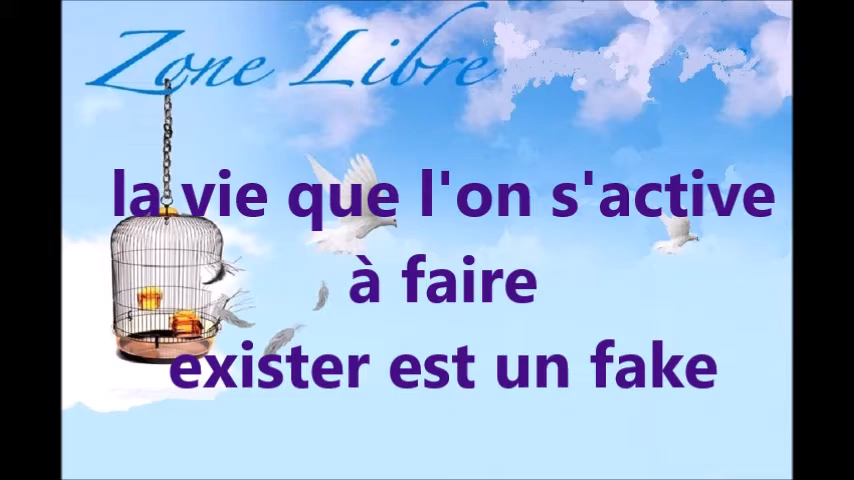 Zone Libre
la vie que l'on s'active
à faire
exister est un fake